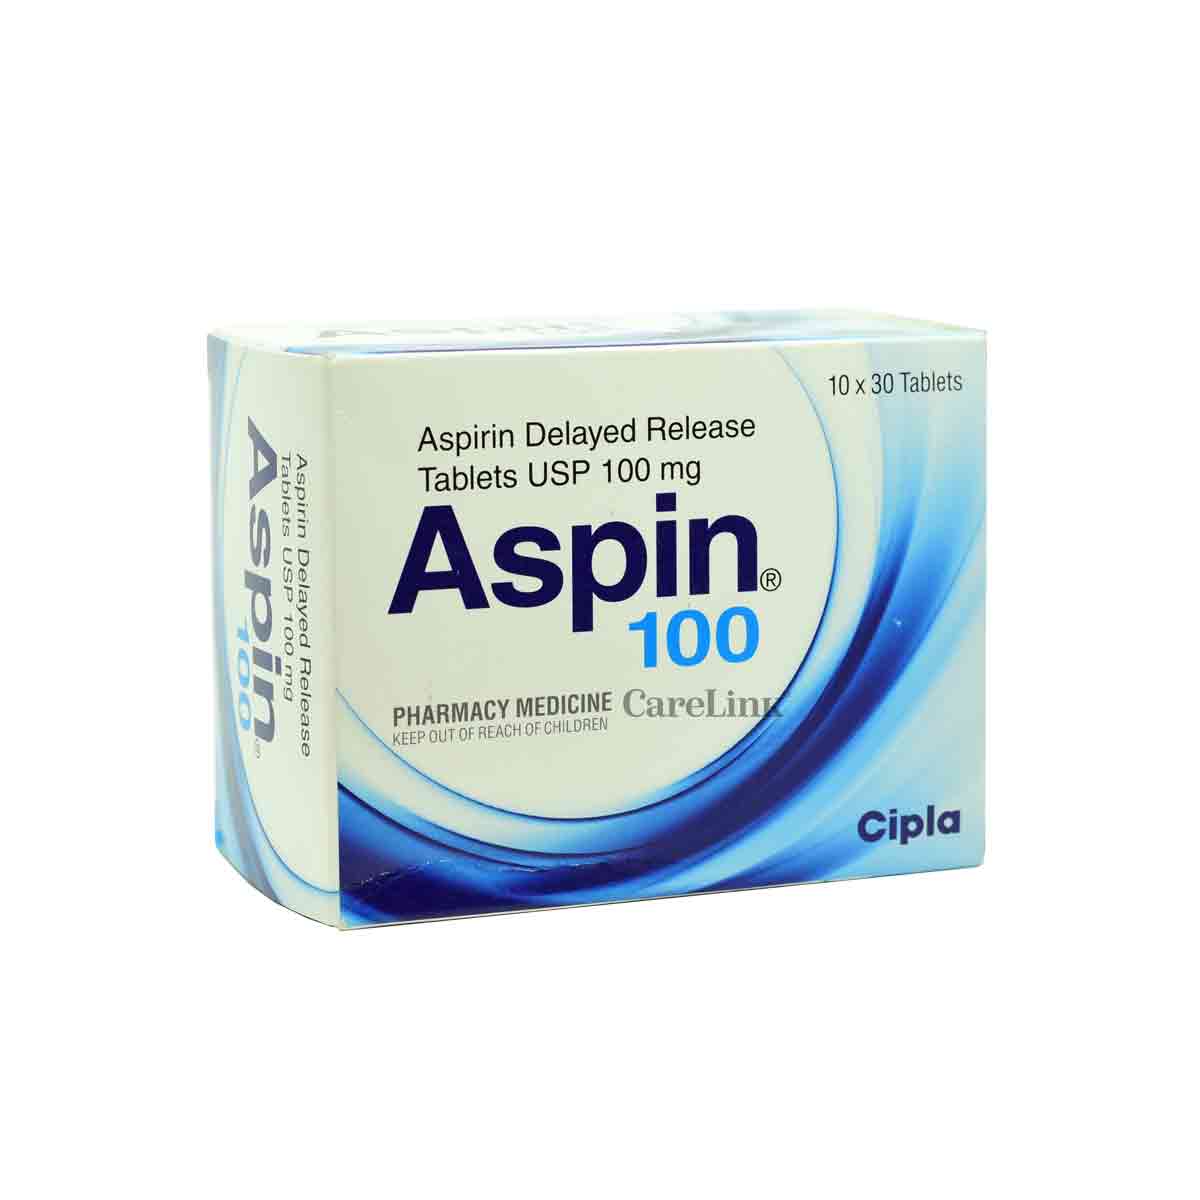 10 x 30 Tablets
Aspirin Delayed Release
Tablets USP 100 mg
Aspin®
100
PHARMACY MEDICINE
KEEP OUT OF REACH OF CHILDREN
CareLink
Cipla
Aspirin Delayed Release
Tablets USP 100 mg
Aspin®
100